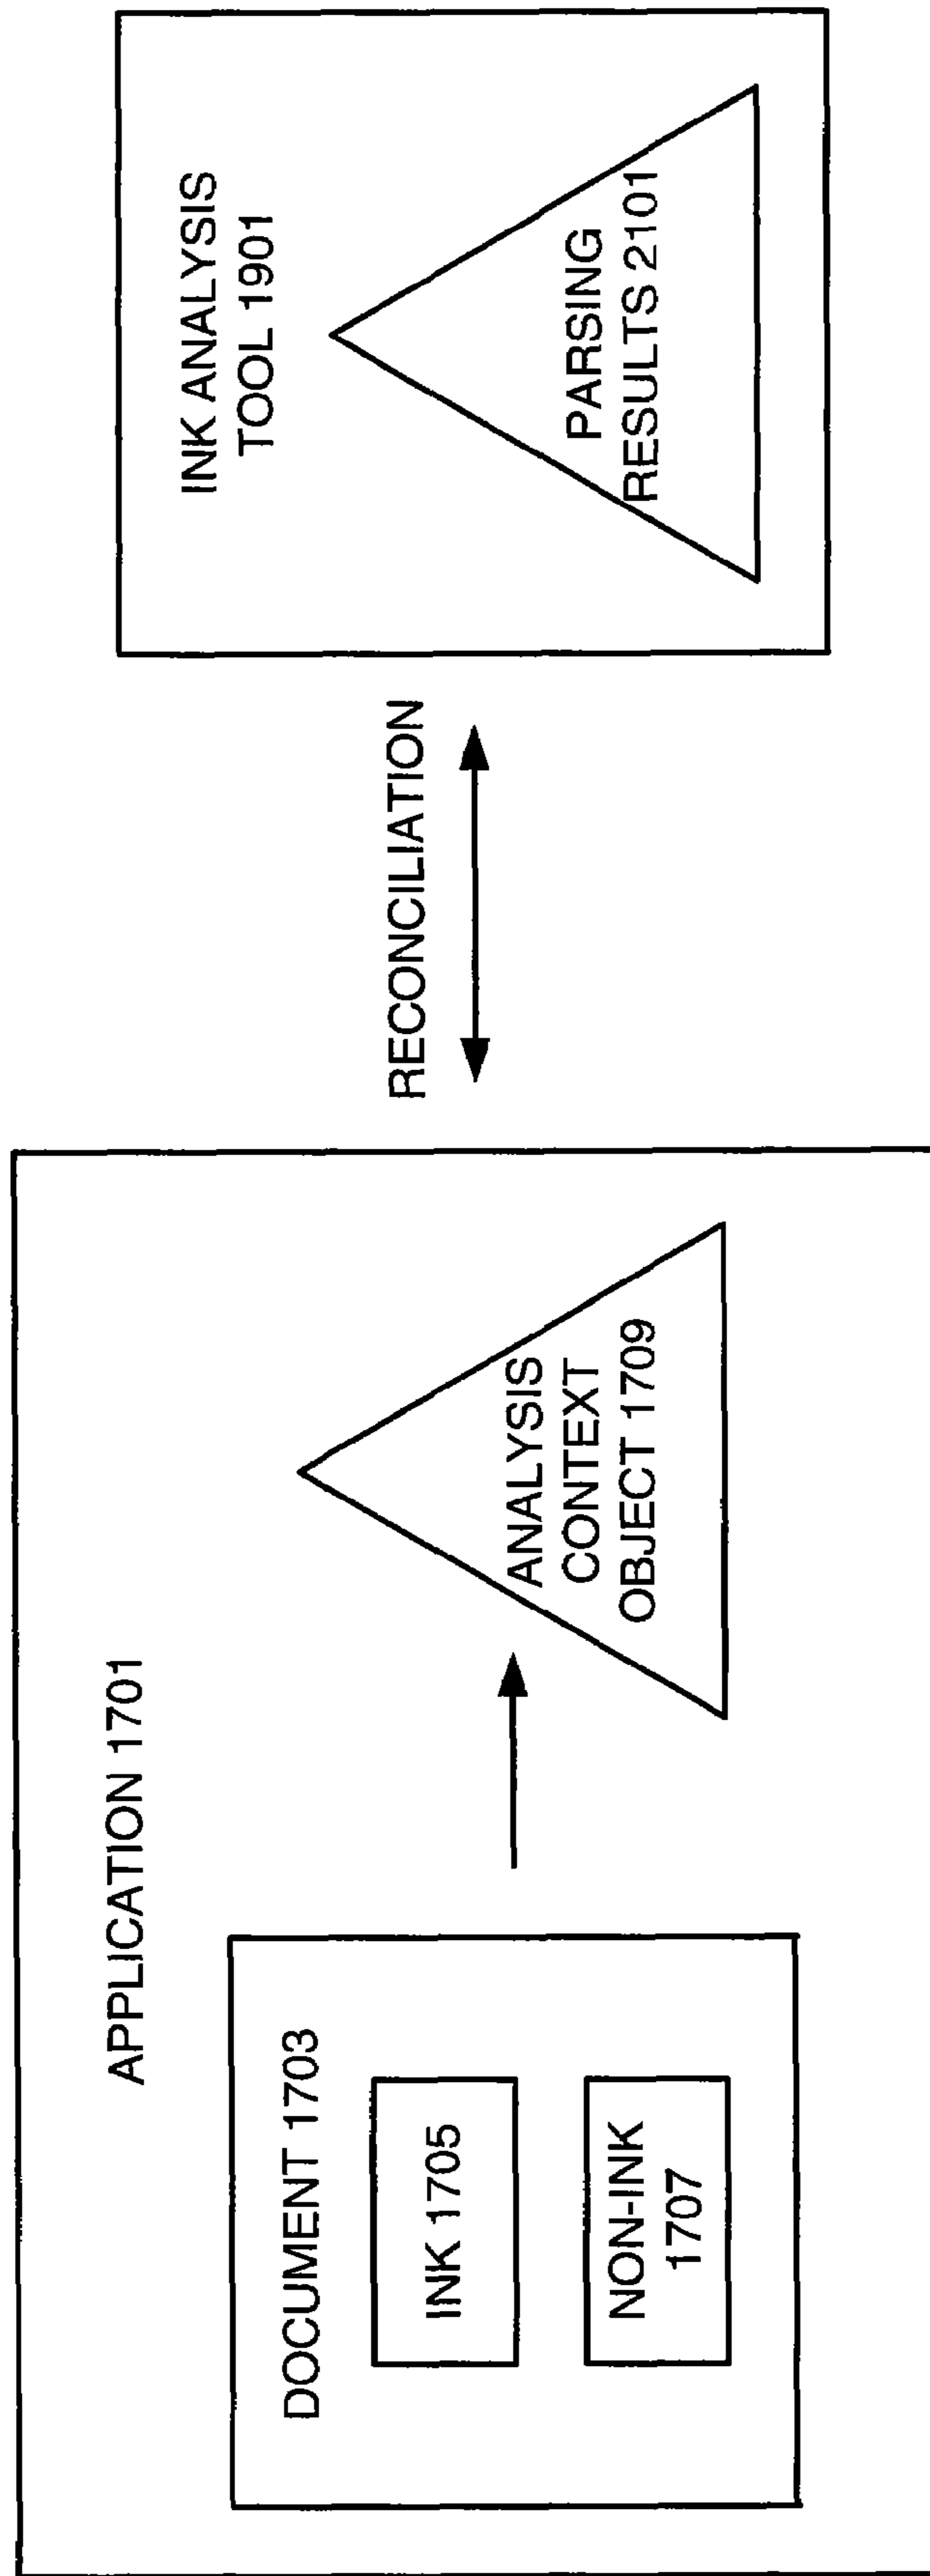 APPLICATION 1701
DOCUMENT 1703
INK 1705
NON-INK
1707
ANALYSIS
CONTEXT
OBJECT 1709
RECONCILIATION
INK ANALYSIS
TOOL 1901
PARSING
RESULTS 2101